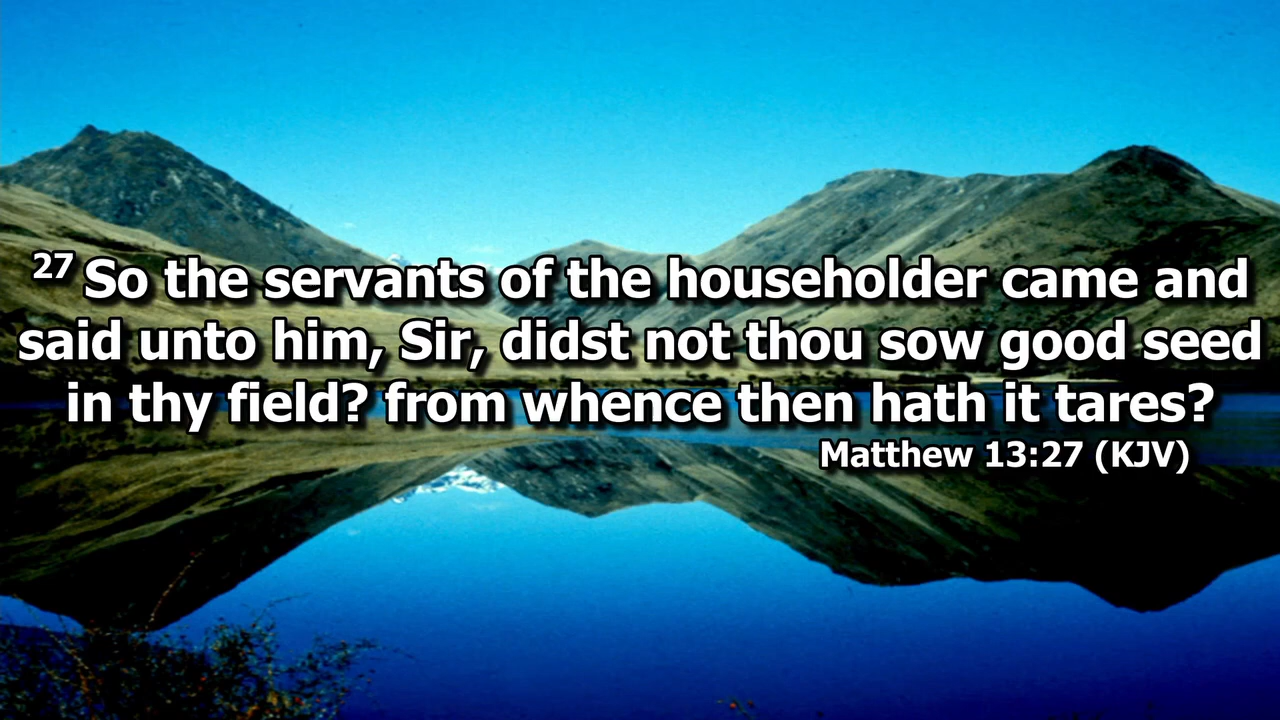 27 So the servants of the householder came and
said unto him, Sir, didst not thou sow good seed
in thy field? from whence then hath it tares?
Matthew 13:27 (KJV)